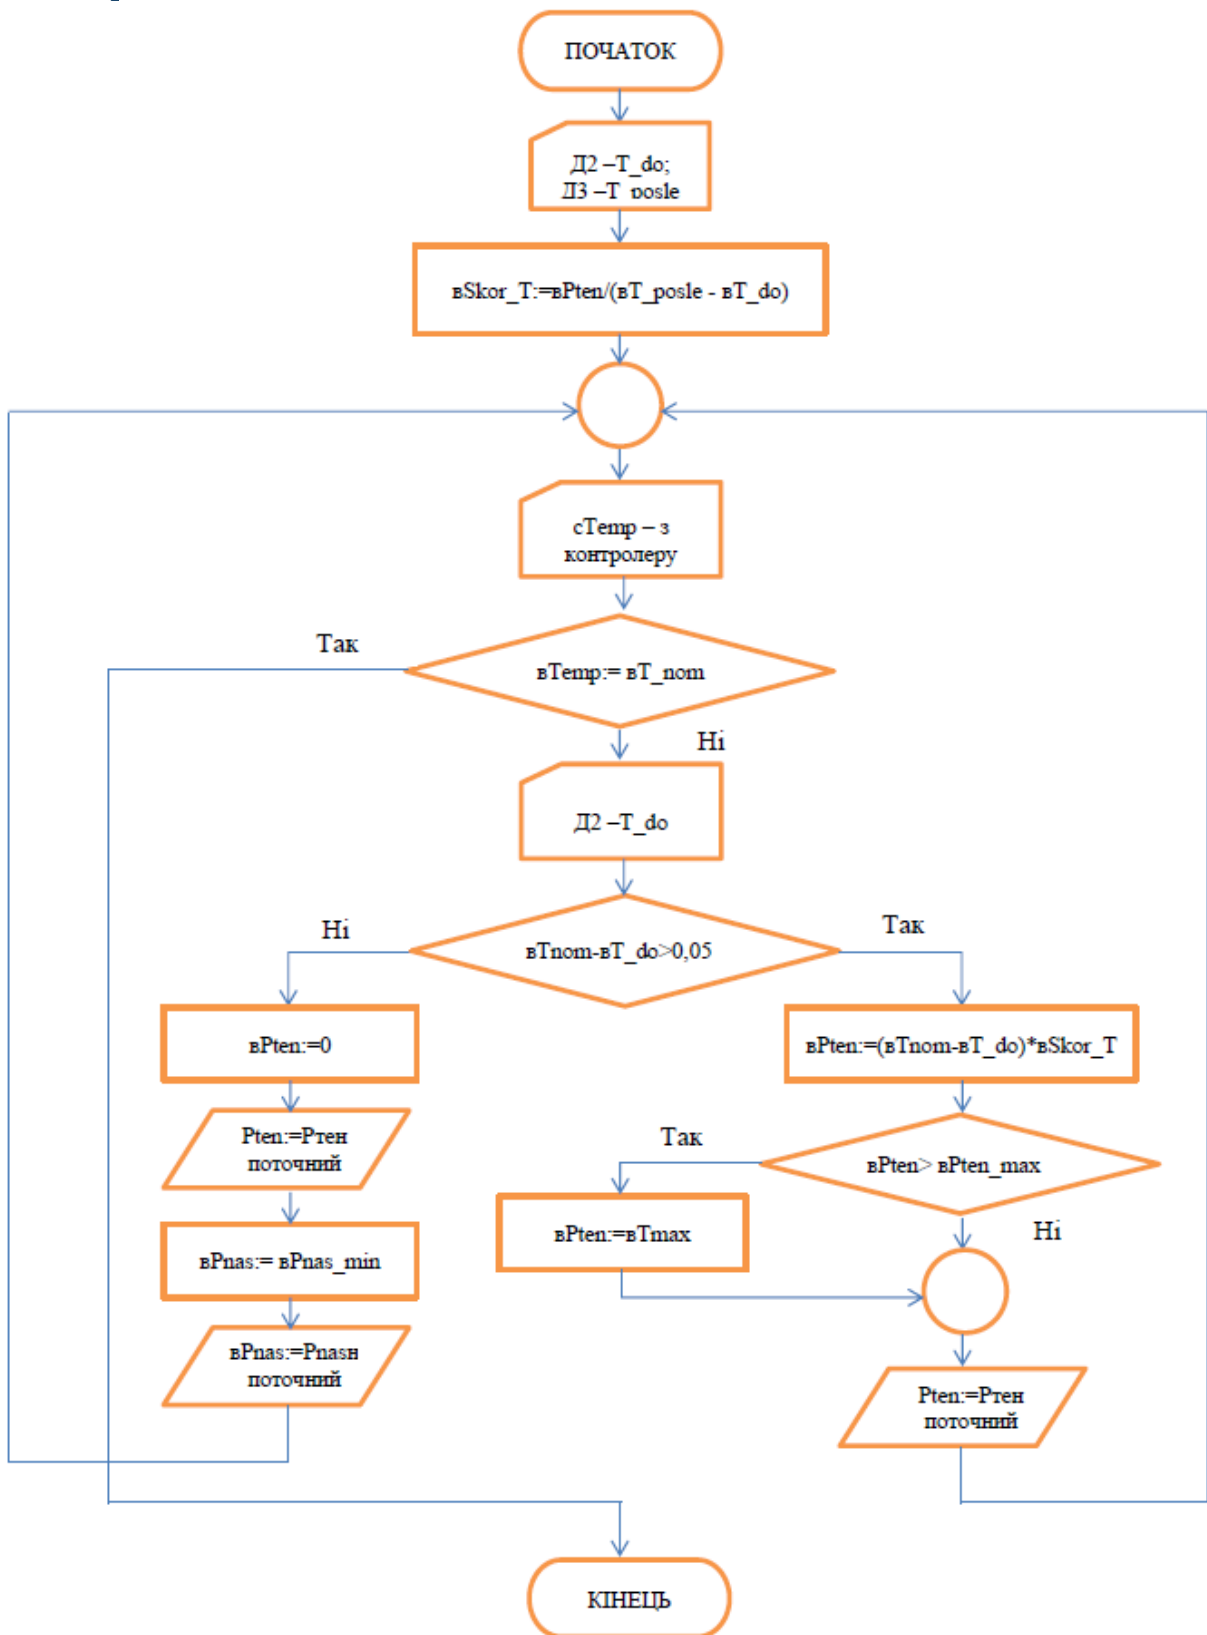 ПОЧАТОК
Д2 –T_do;
Д3 –T_posle
вSkor_T:=вPten/(вT_posle - вT_do)
cTemp – з
контролеру
Так
вTemp:= вT_nom
Ні
Д2 –T_do
Ні
вTnom-вT_do>0,05
Так
вPten:=0
вPten:=(вTnom-вT_do)*вSkor_T
Pten:=Pтен
поточний
Так
вPten> вPten_max
вPnas:= вPnas_min
вPten:=вTmax
Ні
вPnas:=Pnasн
поточний
Pten:=Pтен
поточний
КІНЕЦЬ